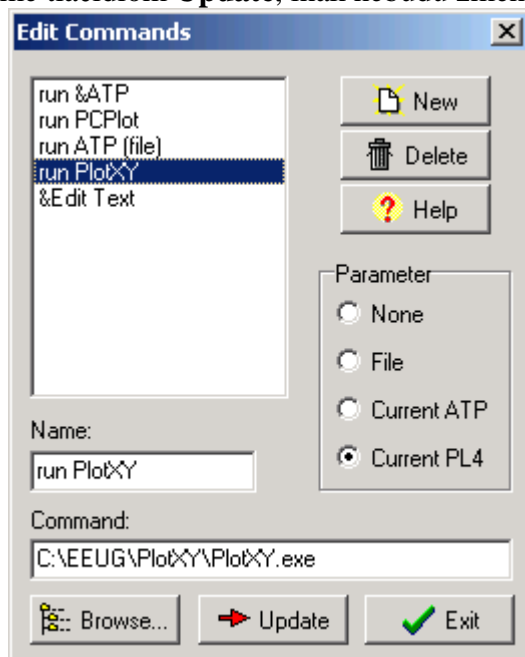 Update,
Edit Commands
run &ATP
run PCPlot
run ATP (file)
run PlotXY
&Edit Text
New
Delete
Help
Parameter
None
File
Current ATP
Current PL4
Name:
run PlotXY
Command:
C:\EEUG\PlotXY\PlotXY.exe
Browse...
Update
Exit